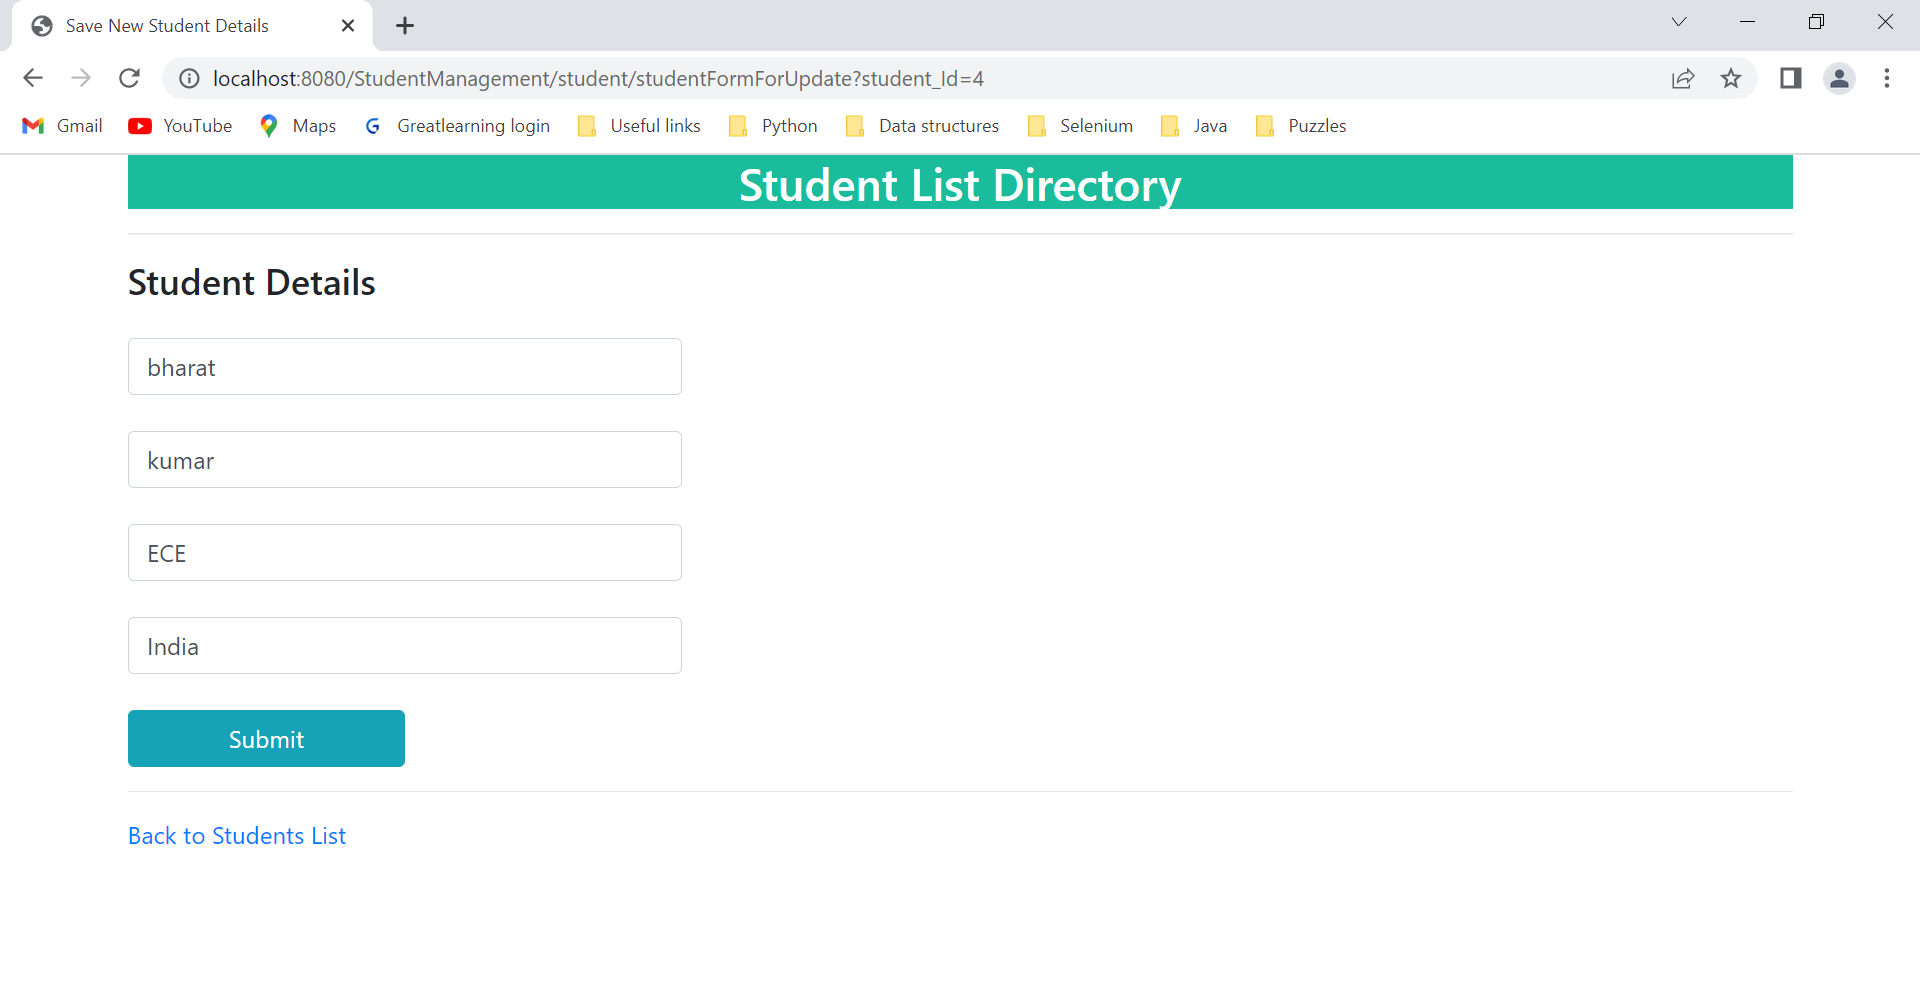 Save New Student Details
localhost:8080/StudentManagement/student/studentFormForUpdate?student_Id=4
Gmail YouTube Maps Greatlearning login Useful links Python Data structures Selenium Java Puzzles
Student List Directory
Student Details
bharat
kumar
ECE
India
Submit
Back to Students List